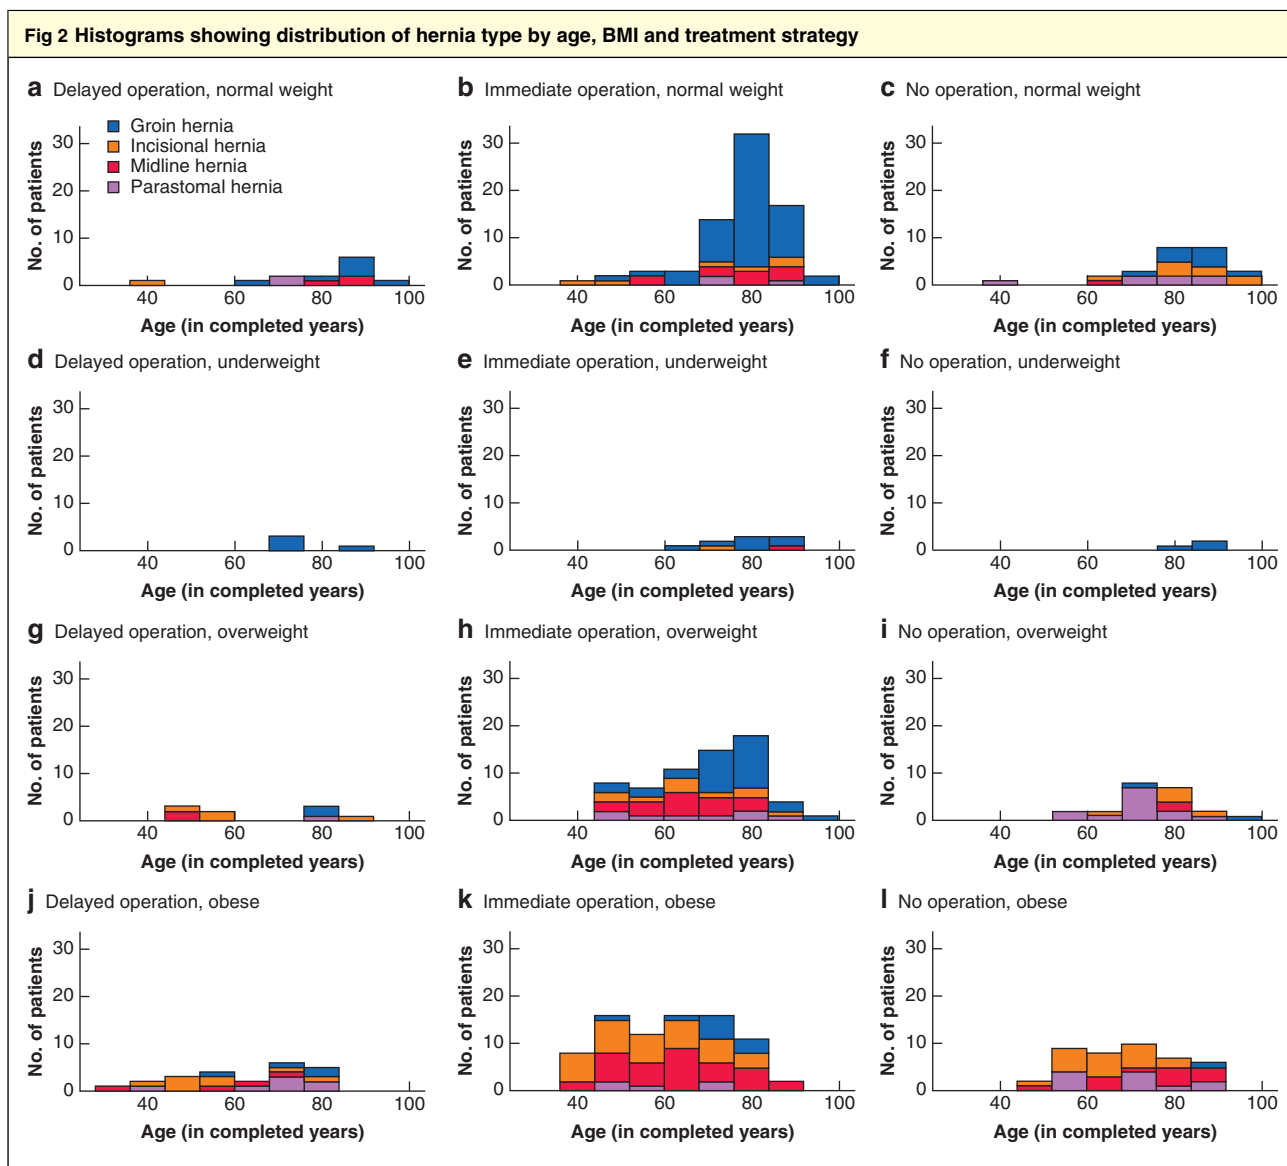 Fig 2 Histograms showing distribution of hernia type by age, BMI and treatment strategy
a Delayed operation, normal weight
Groin hernia
Incisional hernia
Midline hernia
Parastomal hernia
No. of patients
30
20
10
0
40 60 80 100
Age (in completed years)
b Immediate operation, normal weight
No. of patients
30
20
10
0
40 60 80 100
Age (in completed years)
c No operation, normal weight
No. of patients
30
20
10
0
40 60 80 100
Age (in completed years)
d Delayed operation, underweight
No. of patients
30
20
10
0
40 60 80 100
Age (in completed years)
e Immediate operation, underweight
No. of patients
30
20
10
0
40 60 80 100
Age (in completed years)
f No operation, underweight
No. of patients
30
20
10
0
40 60 80 100
Age (in completed years)
g Delayed operation, overweight
No. of patients
30
20
10
0
40 60 80 100
Age (in completed years)
h Immediate operation, overweight
No. of patients
30
20
10
0
40 60 80 100
Age (in completed years)
i No operation, overweight
No. of patients
30
20
10
0
40 60 80 100
Age (in completed years)
j Delayed operation, obese
No. of patients
30
20
10
0
40 60 80 100
Age (in completed years)
k Immediate operation, obese
No. of patients
30
20
10
0
40 60 80 100
Age (in completed years)
l No operation, obese
No. of patients
30
20
10
0
40 60 80 100
Age (in completed years)